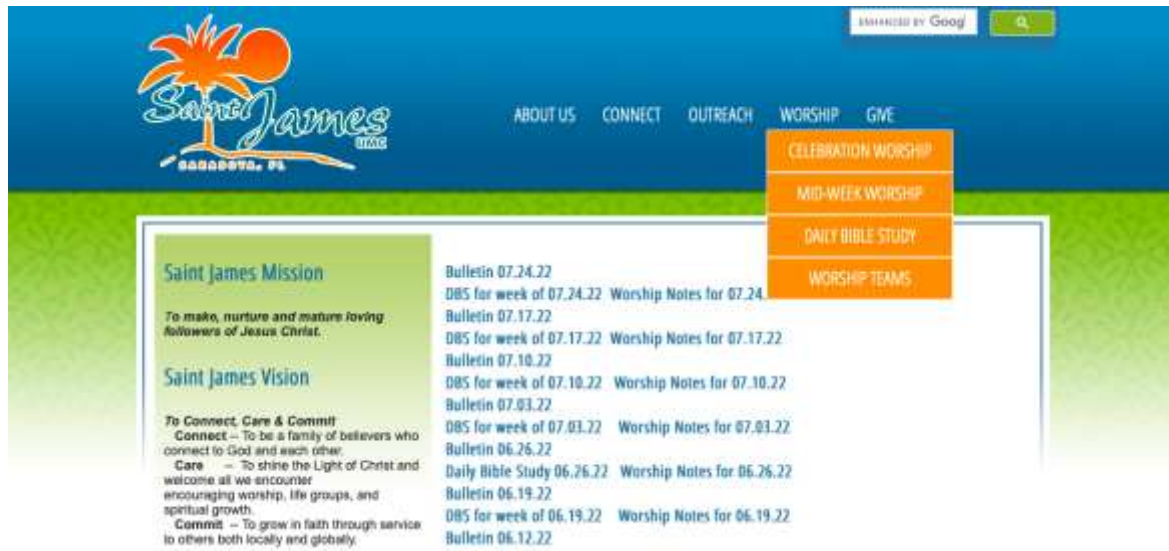 ENHANCED BY Googl
Saint James
UMC
SARASOTA, FL
ABOUT US CONNECT OUTREACH WORSHIP GIVE
CELEBRATION WORSHIP
MID-WEEK WORSHIP
DAILY BIBLE STUDY
WORSHIP TEAMS
Saint James Mission
To make, nurture and mature loving
followers of Jesus Christ.
Saint James Vision
To Connect, Care & Commit
Connect -- To be a family of believers who
connect to God and each other.
Care -- To shine the Light of Christ and
welcome all we encounter
encouraging worship, life groups, and
spiritual growth.
Commit -- To grow in faith through service
to others both locally and globally.
Bulletin 07.24.22
DBS for week of 07.24.22 Worship Notes for 07.24.
Bulletin 07.17.22
DBS for week of 07.17.22 Worship Notes for 07.17.22
Bulletin 07.10.22
DBS for week of 07.10.22 Worship Notes for 07.10.22
Bulletin 07.03.22
DBS for week of 07.03.22 Worship Notes for 07.03.22
Bulletin 06.26.22
Daily Bible Study 06.26.22 Worship Notes for 06.26.22
Bulletin 06.19.22
DBS for week of 06.19.22 Worship Notes for 06.19.22
Bulletin 06.12.22